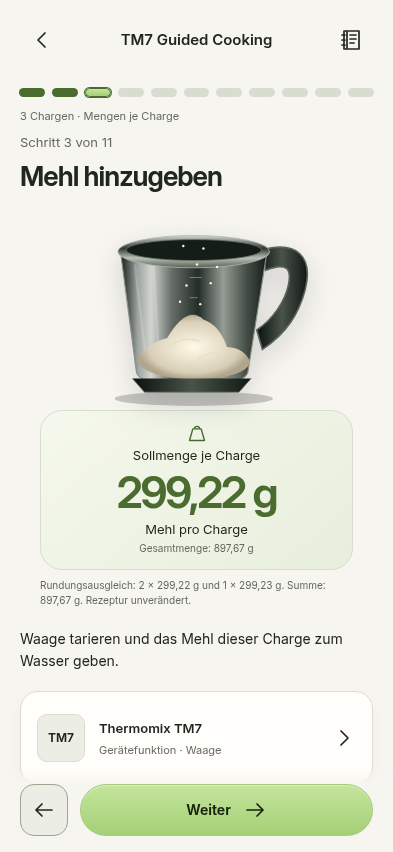 TM7 Guided Cooking
3 Chargen · Mengen je Charge
Schritt 3 von 11
Mehl hinzugeben
Sollmenge je Charge
299,22 g
Mehl pro Charge
Gesamtmenge: 897,67 g
Rundungsausgleich: 2 × 299,22 g und 1 × 299,23 g. Summe:
897,67 g. Rezeptur unverändert.
Waage tarieren und das Mehl dieser Charge zum
Wasser geben.
TM7
Thermomix TM7
Gerätefunktion · Waage
Weiter